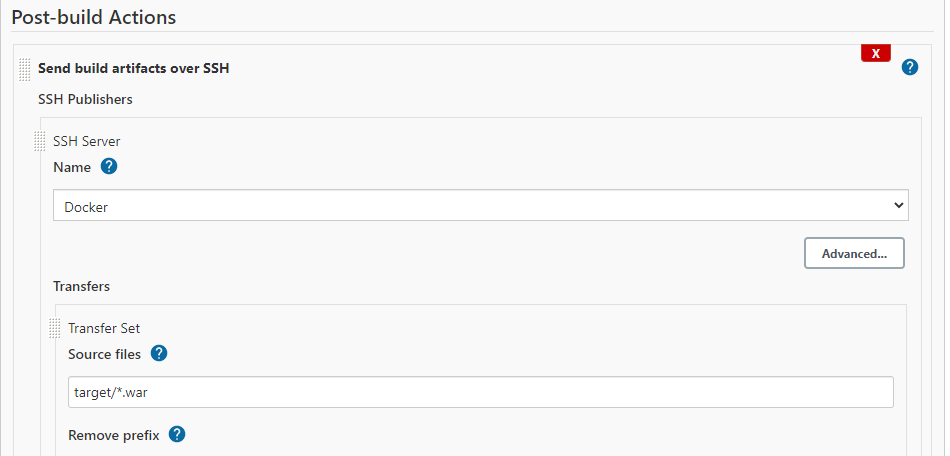 Post-build Actions
X
Send build artifacts over SSH
?
SSH Publishers
SSH Server
Name ?
Docker
Advanced...
Transfers
Transfer Set
Source files ?
target/*.war
Remove prefix ?